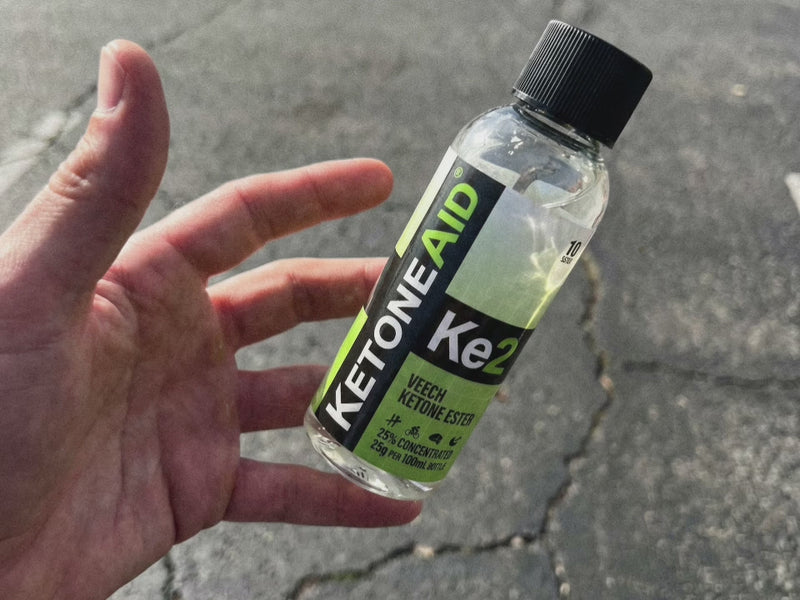 KETONEAID®
Ke2
VEECH
KETONE ESTER
25% CONCENTRATED
25g PER 100mL BOTTLE
10